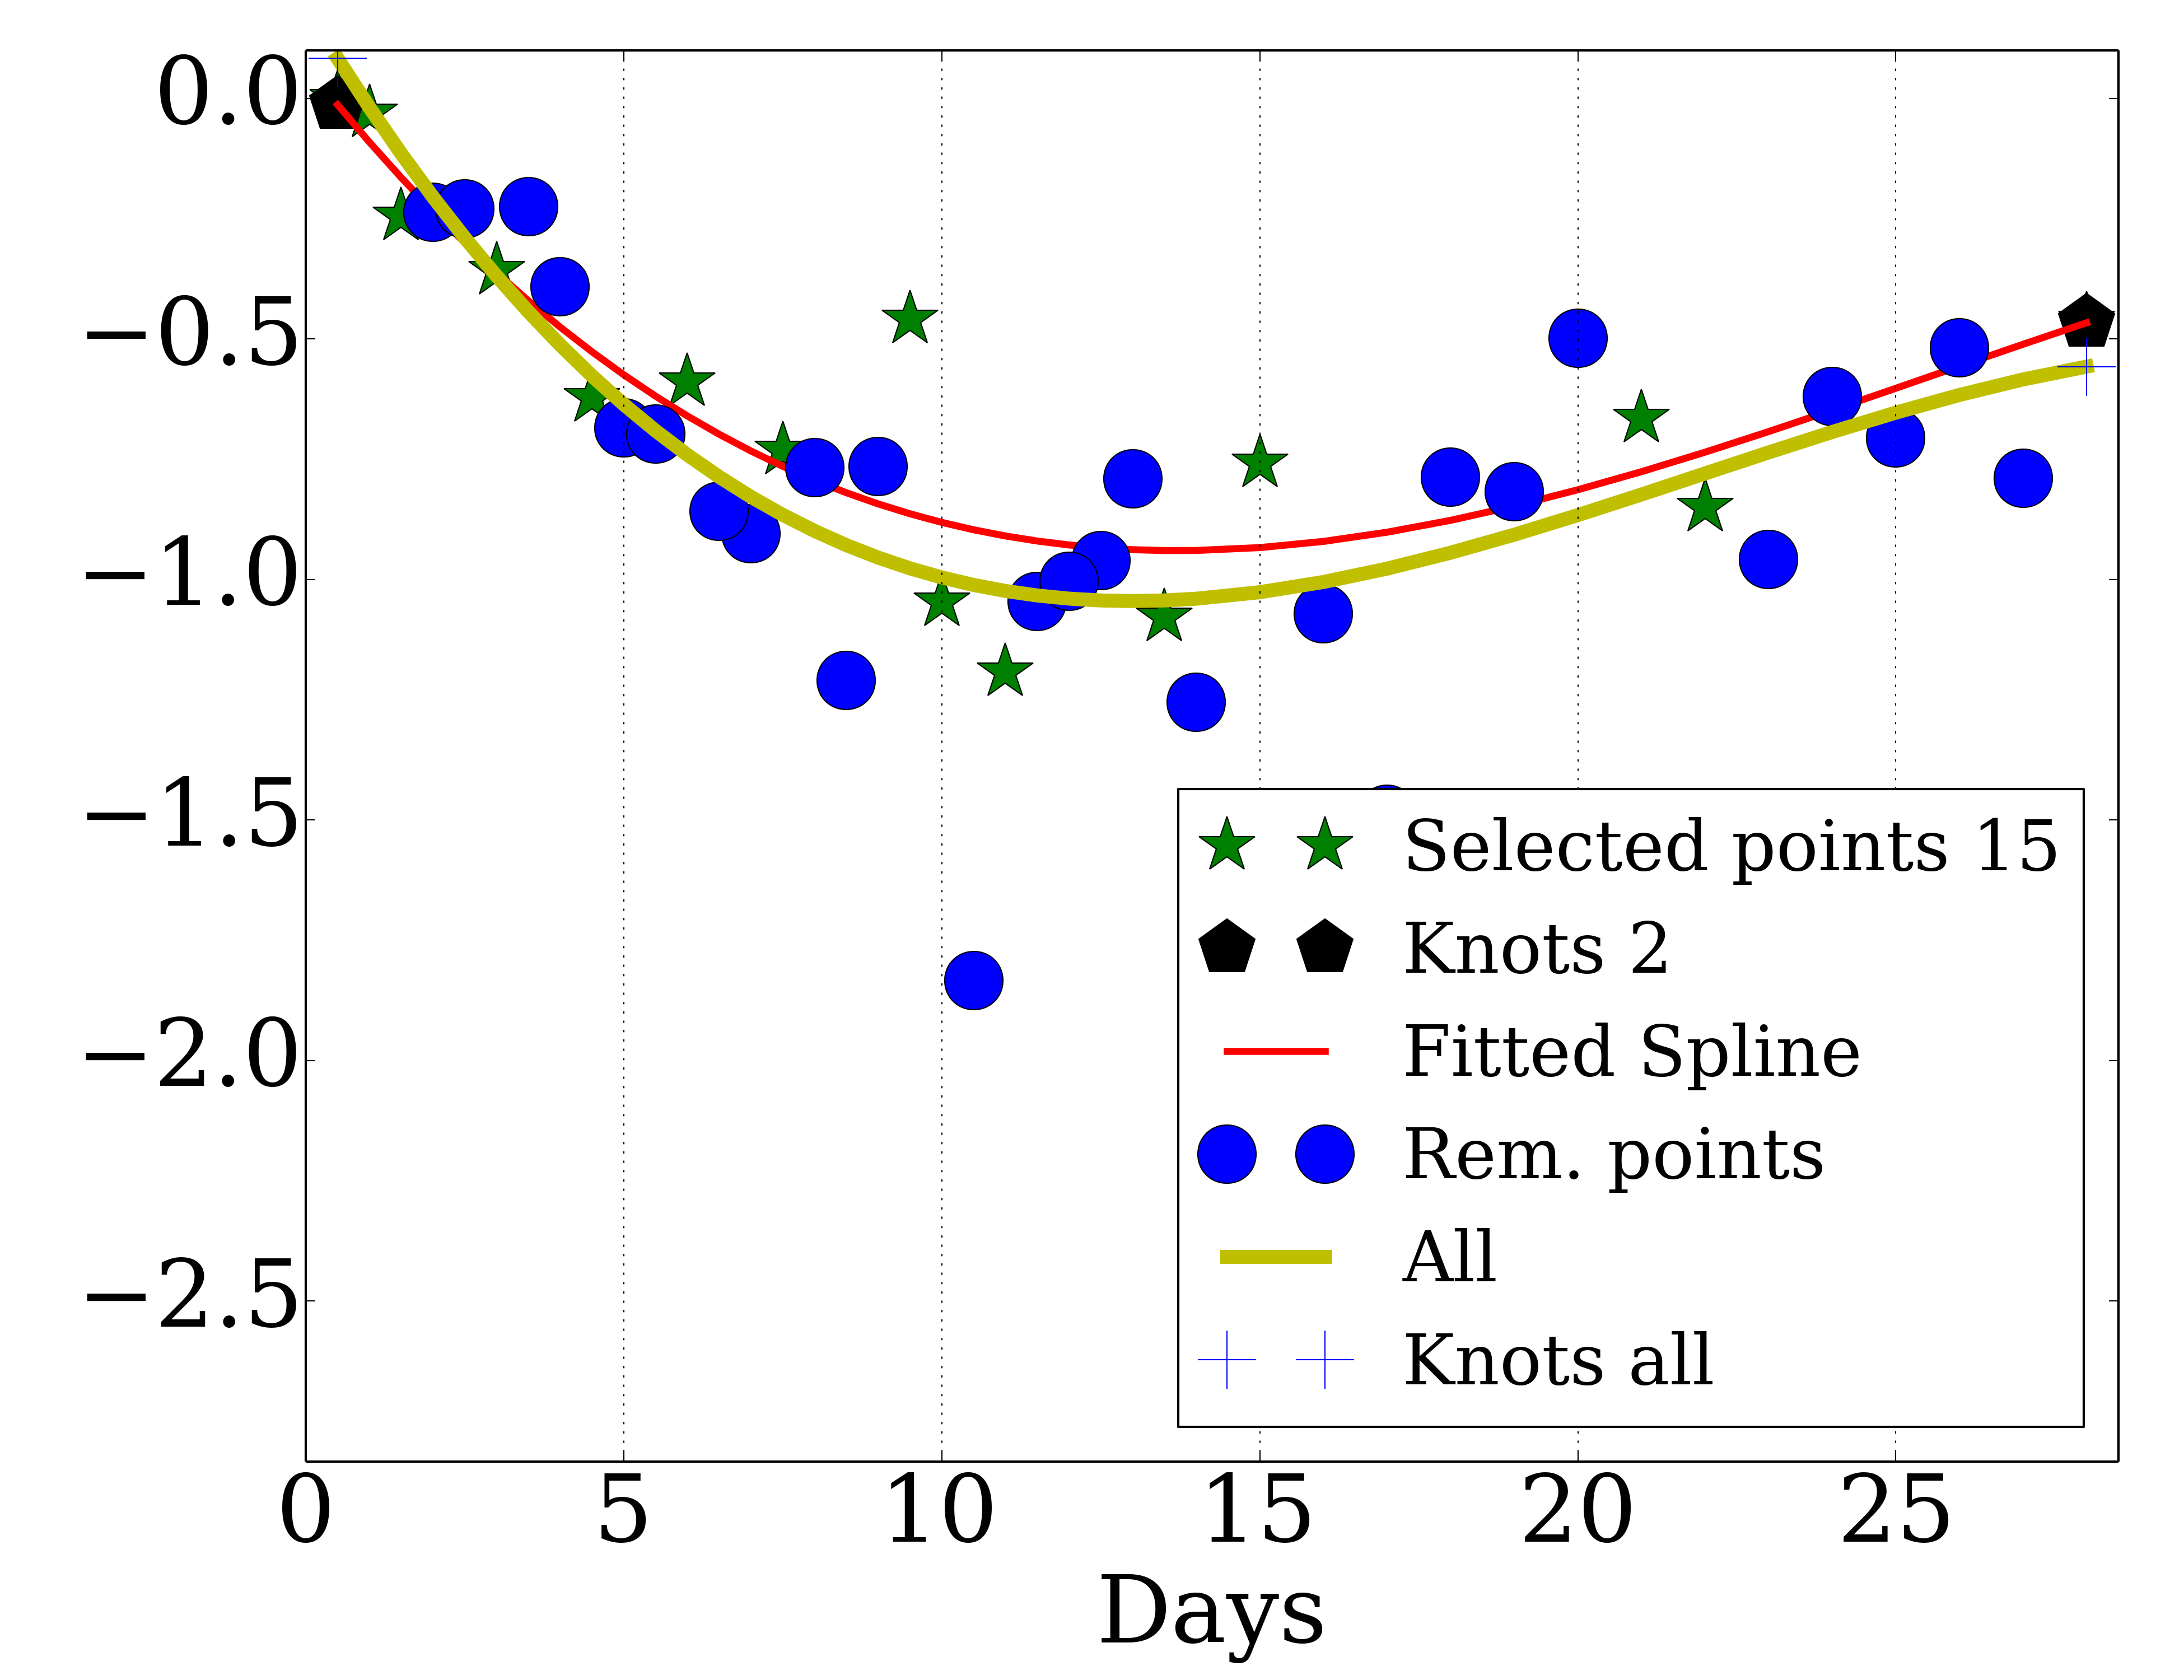 0.0
−0.5
−1.0
−1.5
−2.0
−2.5
Selected points 15
Knots 2
Fitted Spline
Rem. points
All
Knots all
0 5 10 15 20 25
Days